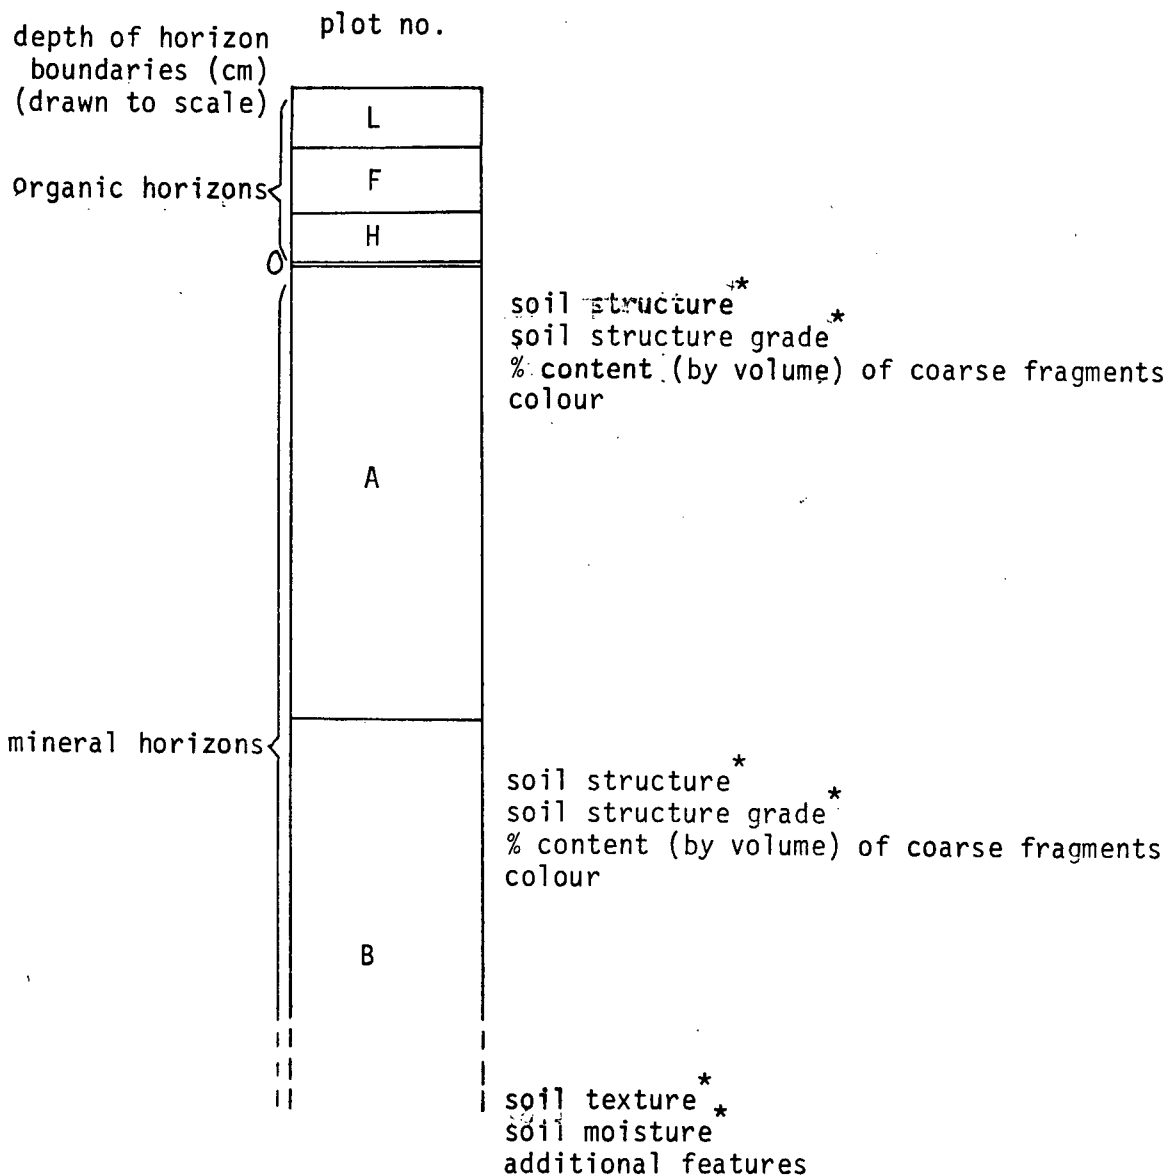 plot no.
depth of horizon
boundaries (cm)
(drawn to scale)
L
organic horizons
F
H
0
soil structure*
soil structure grade*
% content (by volume) of coarse fragments
colour
A
mineral horizons
soil structure*
soil structure grade*
% content (by volume) of coarse fragments
colour
B
soil texture*
soil moisture*
additional features